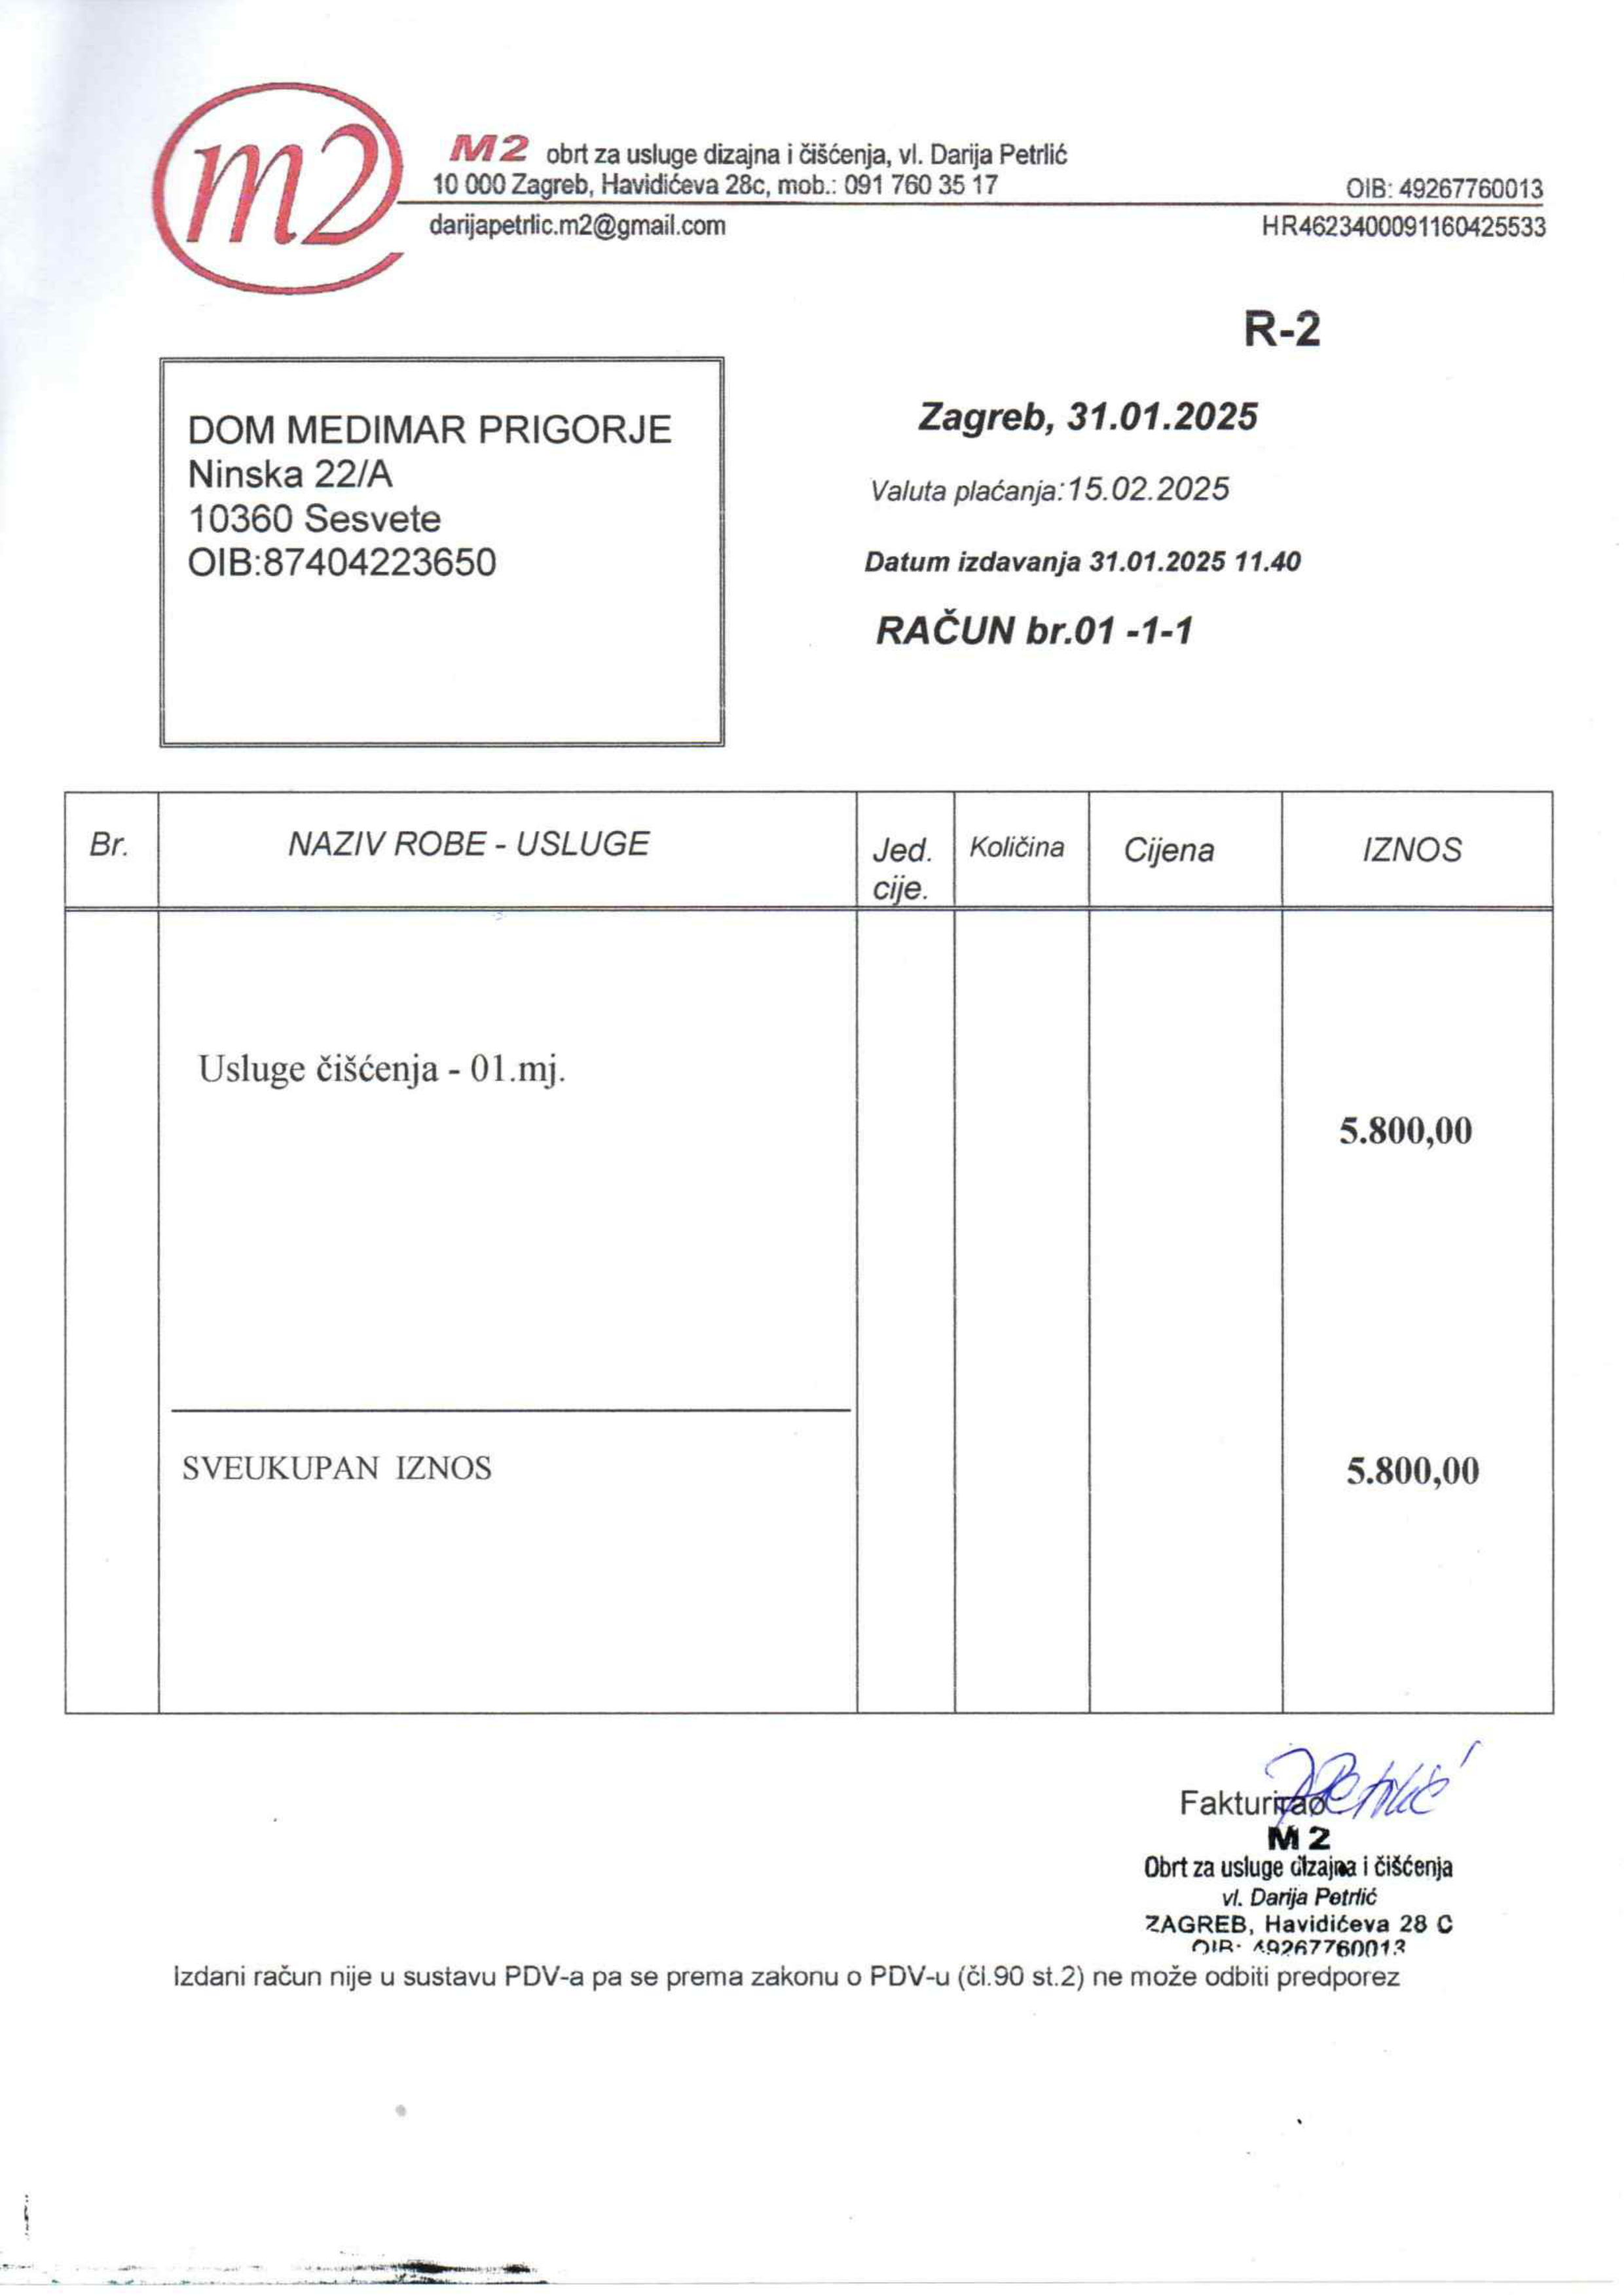 m2
M2 obrt za usluge dizajna i čišćenja, vl. Darija Petrlić
10 000 Zagreb, Havidićeva 28c, mob.: 091 760 35 17
OIB: 49267760013
darijapetrlic.m2@gmail.com
HR4623400091160425533
R-2
DOM MEDIMAR PRIGORJE
Ninska 22/A
10360 Sesvete
OIB:87404223650
Zagreb, 31.01.2025
Valuta plaćanja:15.02.2025
Datum izdavanja 31.01.2025 11.40
RAČUN br.01 -1-1
Br. NAZIV ROBE - USLUGE Jed. cije. Količina Cijena IZNOS
Usluge čišćenja - 01.mj.
5.800,00
SVEUKUPAN IZNOS 5.800,00
Fakturirao
DPetrlić
M 2
Obrt za usluge dizajna i čišćenja
vl. Darija Petrlić
ZAGREB, Havidićeva 28 C
OIB: 49267760013
Izdani račun nije u sustavu PDV-a pa se prema zakonu o PDV-u (čl.90 st.2) ne može odbiti predporez